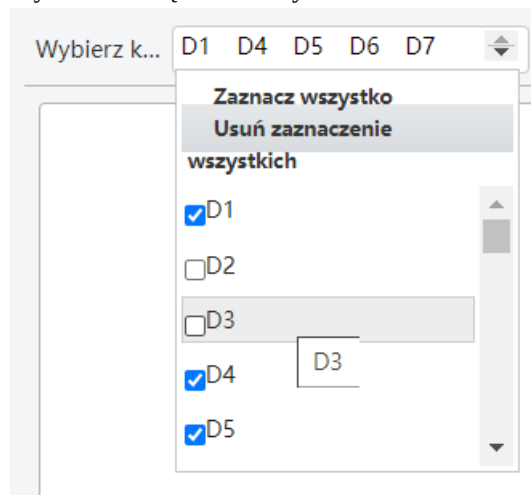 Wybierz k... D1 D4 D5 D6 D7
Zaznacz wszystko
Usuń zaznaczenie
wszystkich
D1
D2
D3
D3
D4
D5